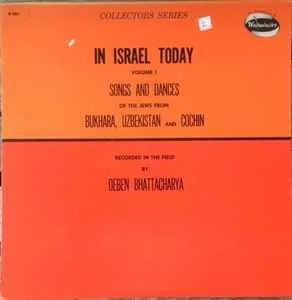 COLLECTORS SERIES
Westminster
IN ISRAEL TODAY
VOLUME 1
SONGS AND DANCES
OF THE JEWS FROM
BUKHARA, UZBEKISTAN AND COCHIN
RECORDED IN THE FIELD
BY
DEBEN BHATTACHARYA